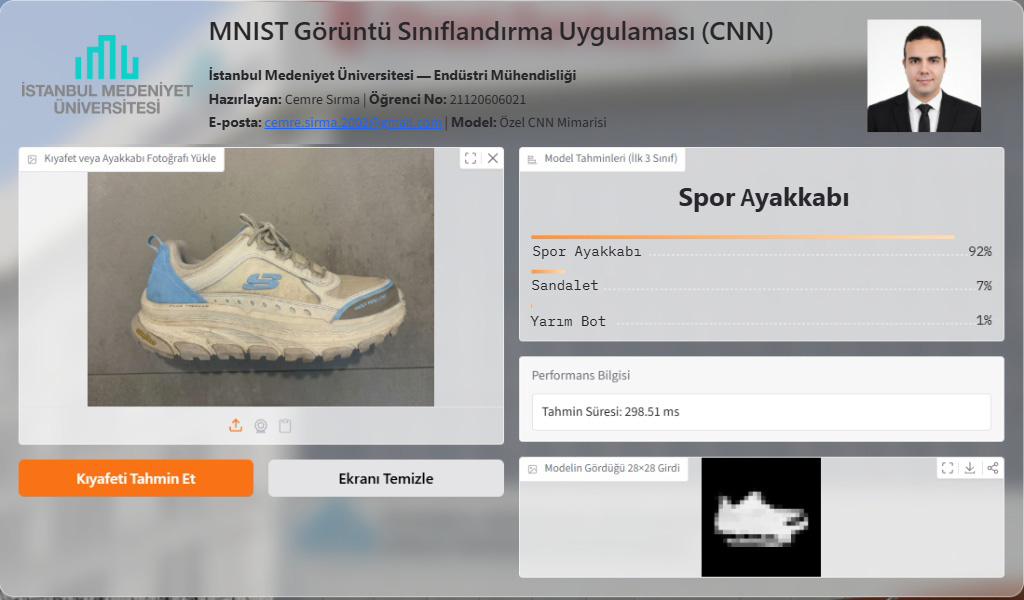 MNIST Görüntü Sınıflandırma Uygulaması (CNN)
İSTANBUL MEDENİYET
ÜNİVERSİTESİ
İstanbul Medeniyet Üniversitesi — Endüstri Mühendisliği
Hazırlayan: Cemre Sırma | Öğrenci No: 21120606021
E-posta: cemre.sirma.2002@gmail.com | Model: Özel CNN Mimarisi
Kıyafet veya Ayakkabı Fotoğrafı Yükle
Kıyafeti Tahmin Et
Ekranı Temizle
Model Tahminleri (İlk 3 Sınıf)
Spor Ayakkabı
Spor Ayakkabı 92%
Sandalet 7%
Yarım Bot 1%
Performans Bilgisi
Tahmin Süresi: 298.51 ms
Modelin Gördüğü 28×28 Girdi